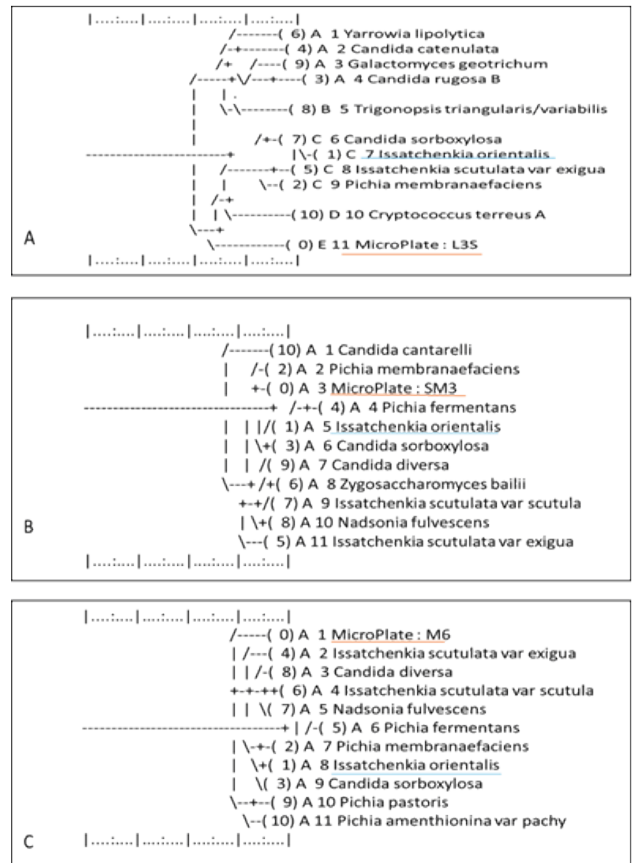 |....:....|....:....|....:....|....:....|
/-------( 6) A 1 Yarrowia lipolytica
/-+-------( 4) A 2 Candida catenulata
/+ /----( 9) A 3 Galactomyces geotrichum
/-----+\/---+----( 3) A 4 Candida rugosa B
| | .
| \-\--------( 8) B 5 Trigonopsis triangularis/variabilis
|
| /+-( 7) C 6 Candida sorboxylosa
----------------------------+ |\-( 1) C 7 Issatchenkia orientalis
| /------+--( 5) C 8 Issatchenkia scutulata var exigua
| | \--( 2) C 9 Pichia membranaefaciens
| /-+
| | \----------(10) D 10 Cryptococcus terreus A
\---+
\-----------( 0) E 11 MicroPlate : L3S
|....:....|....:....|....:....|....:....|
A
|....:....|....:....|....:....|....:....|
/-------(10) A 1 Candida cantarelli
| /-( 2) A 2 Pichia membranaefaciens
| +-( 0) A 3 MicroPlate : SM3
-----------------------------------+ /-+-( 4) A 4 Pichia fermentans
| | |/( 1) A 5 Issatchenkia orientalis
| | \+( 3) A 6 Candida sorboxylosa
| | /( 9) A 7 Candida diversa
\---+ /+( 6) A 8 Zygosaccharomyces bailii
+-+/( 7) A 9 Issatchenkia scutulata var scutula
| \+( 8) A 10 Nadsonia fulvescens
\---( 5) A 11 Issatchenkia scutulata var exigua
|....:....|....:....|....:....|....:....|
B
|....:....|....:....|....:....|....:....|
/-----( 0) A 1 MicroPlate : M6
| /---( 4) A 2 Issatchenkia scutulata var exigua
| | /-( 8) A 3 Candida diversa
+-+-++( 6) A 4 Issatchenkia scutulata var scutula
| | \( 7) A 5 Nadsonia fulvescens
-------------------------------------+ | /-( 5) A 6 Pichia fermentans
| \-+-( 2) A 7 Pichia membranaefaciens
| \+( 1) A 8 Issatchenkia orientalis
| \( 3) A 9 Candida sorboxylosa
\--+--( 9) A 10 Pichia pastoris
\--(10) A 11 Pichia amenthionina var pachy
|....:....|....:....|....:....|....:....|
C